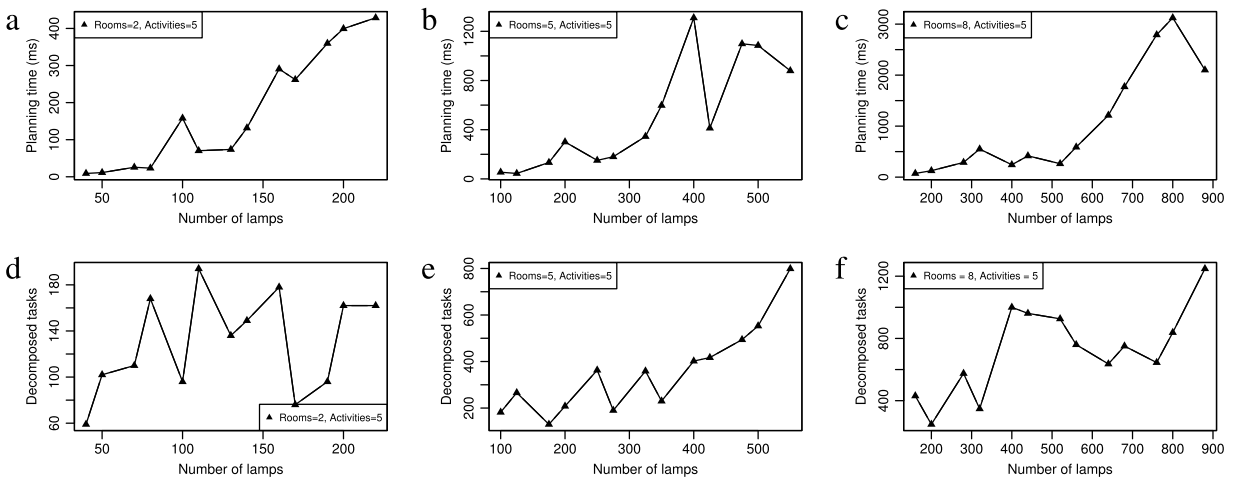 a
Rooms=2, Activities=5
Planning time (ms)
0 100 200 300 400
50 100 150 200
Number of lamps
b
Rooms=5, Activities=5
Planning time (ms)
0 400 800 1200
100 200 300 400 500
Number of lamps
c
Rooms=8, Activities=5
Planning time (ms)
0 1000 2000 3000
200 300 400 500 600 700 800 900
Number of lamps
d
Rooms=2, Activities=5
Decomposed tasks
60 100 140 180
50 100 150 200
Number of lamps
e
Rooms=5, Activities=5
Decomposed tasks
200 400 600 800
100 200 300 400 500
Number of lamps
f
Rooms = 8, Activities = 5
Decomposed tasks
400 800 1200
200 300 400 500 600 700 800 900
Number of lamps